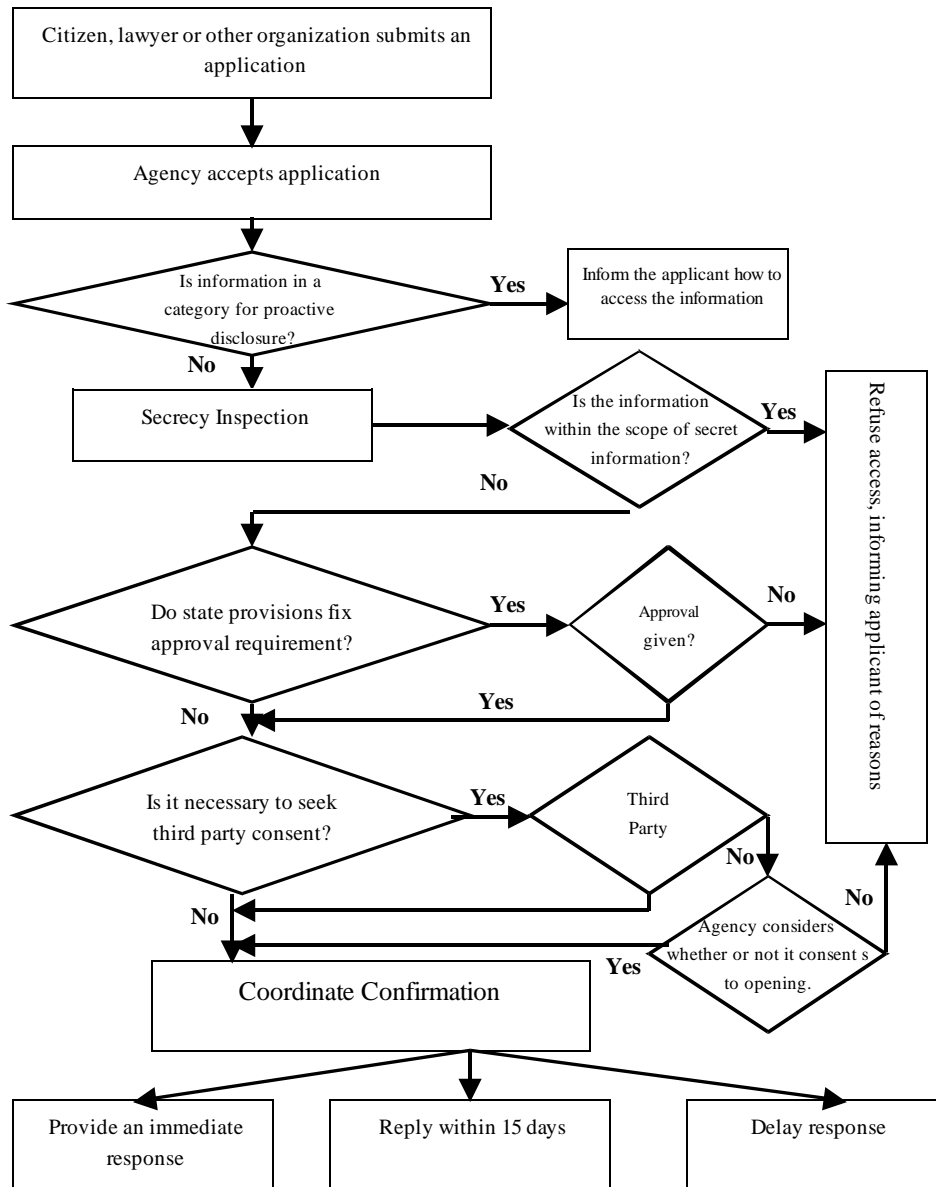 Citizen, lawyer or other organization submits an
application
Agency accepts application
Is information in a
category for proactive
disclosure?
Yes
Inform the applicant how to
access the information
No
Secrecy Inspection
Is the information
within the scope of secret
information?
Yes
Refuse access, informing applicant of reasons
No
Do state provisions fix
approval requirement?
Yes
Approval
given?
No
Yes
No
Is it necessary to seek
third party consent?
Yes
Third
Party
No
No
No
Agency considers
whether or not it consent s
to opening.
Yes
Coordinate Confirmation
Provide an immediate
response
Reply within 15 days
Delay response